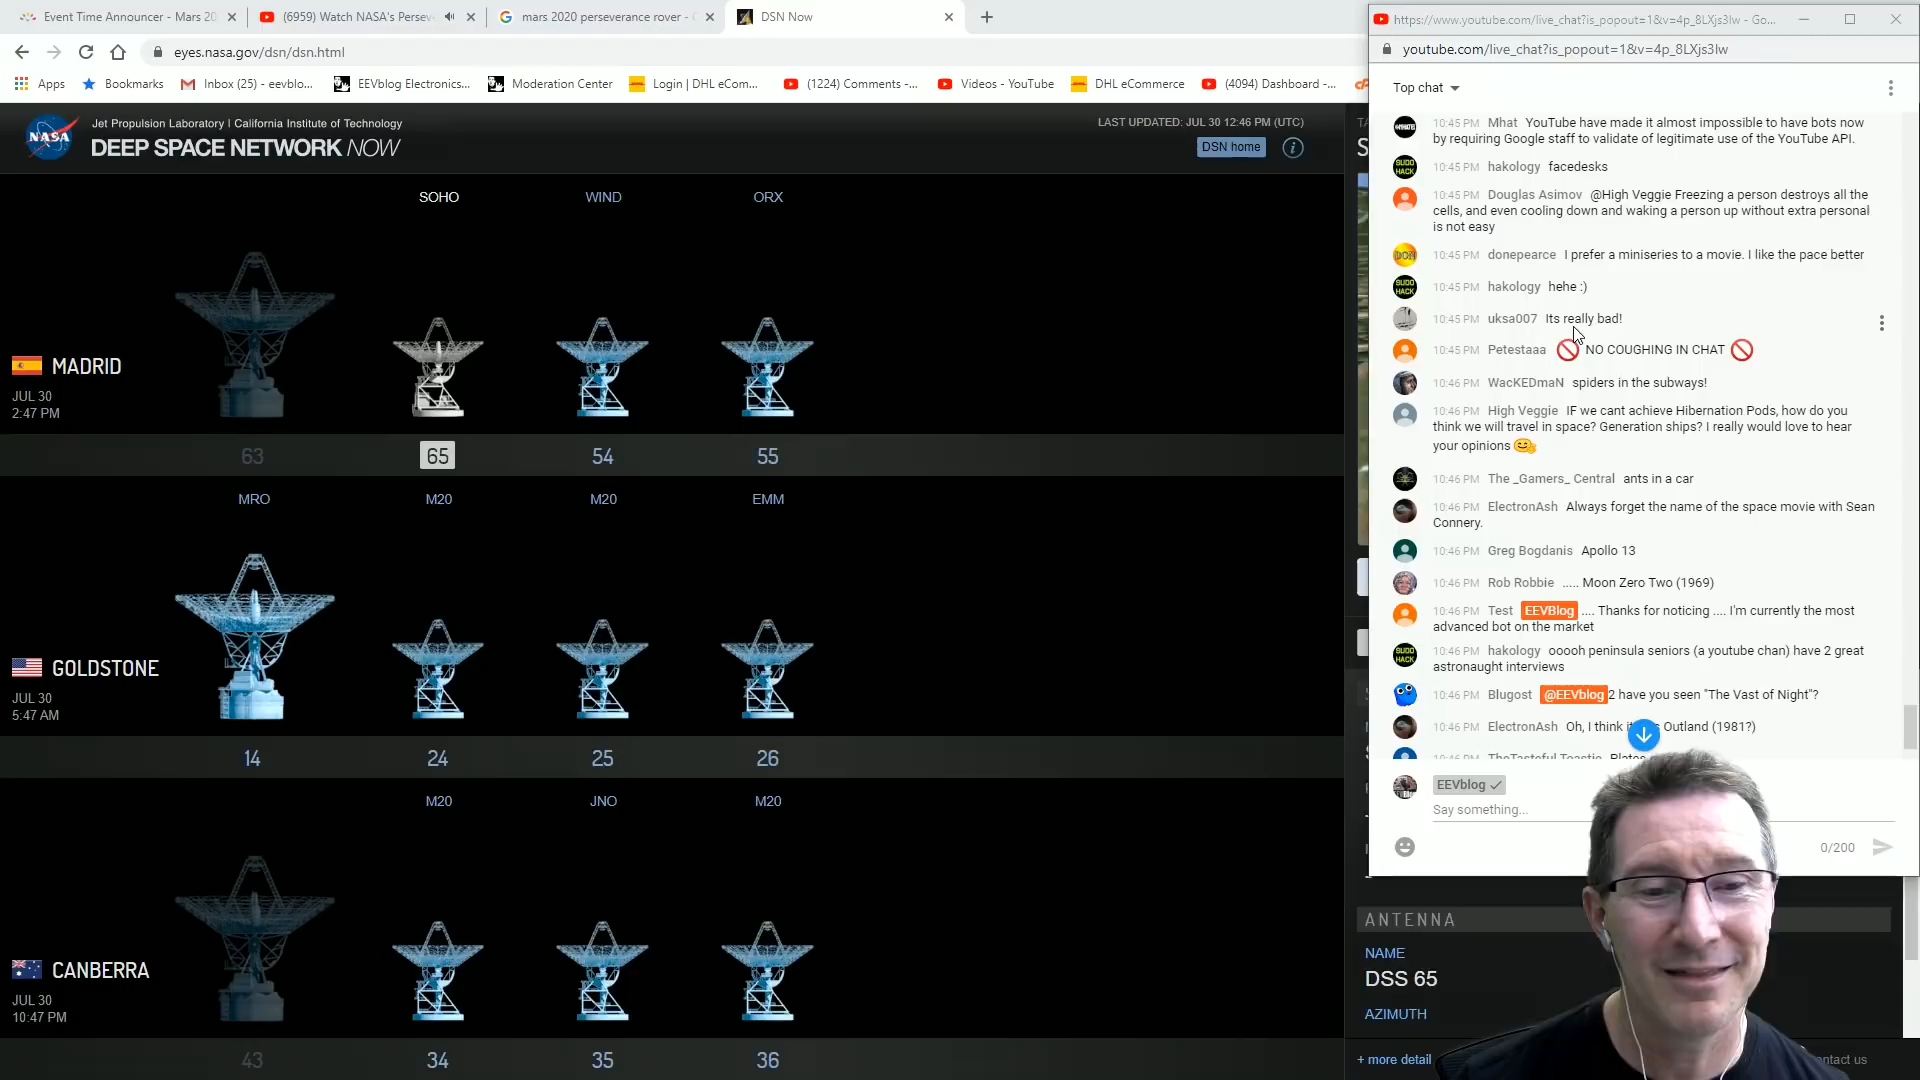 Event Time Announcer - Mars 20
(6959) Watch NASA's Persev
mars 2020 perseverance rover -
DSN Now
eyes.nasa.gov/dsn/dsn.html
Apps
Bookmarks
Inbox (25) - eevblo...
EEVblog Electronics...
Moderation Center
Login | DHL eCom...
(1224) Comments -...
Videos - YouTube
DHL eCommerce
(4094) Dashboard -...
NASA
Jet Propulsion Laboratory | California Institute of Technology
DEEP SPACE NETWORK NOW
LAST UPDATED: JUL 30 12:46 PM (UTC)
DSN home
SOHO
WIND
ORX
MADRID
JUL 30
2:47 PM
63
65
54
55
MRO
M20
M20
EMM
GOLDSTONE
JUL 30
5:47 AM
14
24
25
26
M20
JNO
M20
CANBERRA
JUL 30
10:47 PM
43
34
35
36
https://www.youtube.com/live_chat?is_popout=1&v=4p_8LXjs3Iw - Go...
youtube.com/live_chat?is_popout=1&v=4p_8LXjs3Iw
Top chat
10:45 PM Mhat YouTube have made it almost impossible to have bots now
by requiring Google staff to validate of legitimate use of the YouTube API.
10:45 PM hakology facedesks
10:45 PM Douglas Asimov @High Veggie Freezing a person destroys all the
cells, and even cooling down and waking a person up without extra personal
is not easy
10:45 PM donepearce I prefer a miniseries to a movie. I like the pace better
10:45 PM hakology hehe :)
10:45 PM uksa007 Its really bad!
10:45 PM Petestaaa 🚫 NO COUGHING IN CHAT 🚫
10:46 PM WacKEDmaN spiders in the subways!
10:46 PM High Veggie IF we cant achieve Hibernation Pods, how do you
think we will travel in space? Generation ships? I really would love to hear
your opinions
10:46 PM The _Gamers_ Central ants in a car
10:46 PM ElectronAsh Always forget the name of the space movie with Sean
Connery.
10:46 PM Greg Bogdanis Apollo 13
10:46 PM Rob Robbie ..... Moon Zero Two (1969)
10:46 PM Test EEVBlog .... Thanks for noticing .... I'm currently the most
advanced bot on the market
10:46 PM hakology ooooh peninsula seniors (a youtube chan) have 2 great
astronaught interviews
10:46 PM Blugost @EEVblog 2 have you seen "The Vast of Night"?
10:46 PM ElectronAsh Oh, I think Outland (1981?)
EEVblog
Say something...
0/200
ANTENNA
NAME
DSS 65
AZIMUTH
+ more detail